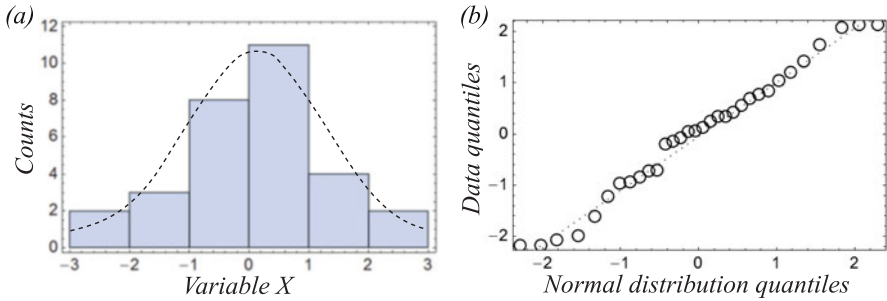 (a)
12
10
8
6
4
2
0
Counts
−3 −2 −1 0 1 2 3
Variable X
(b)
2
1
0
−1
−2
Data quantiles
−2 −1 0 1 2
Normal distribution quantiles